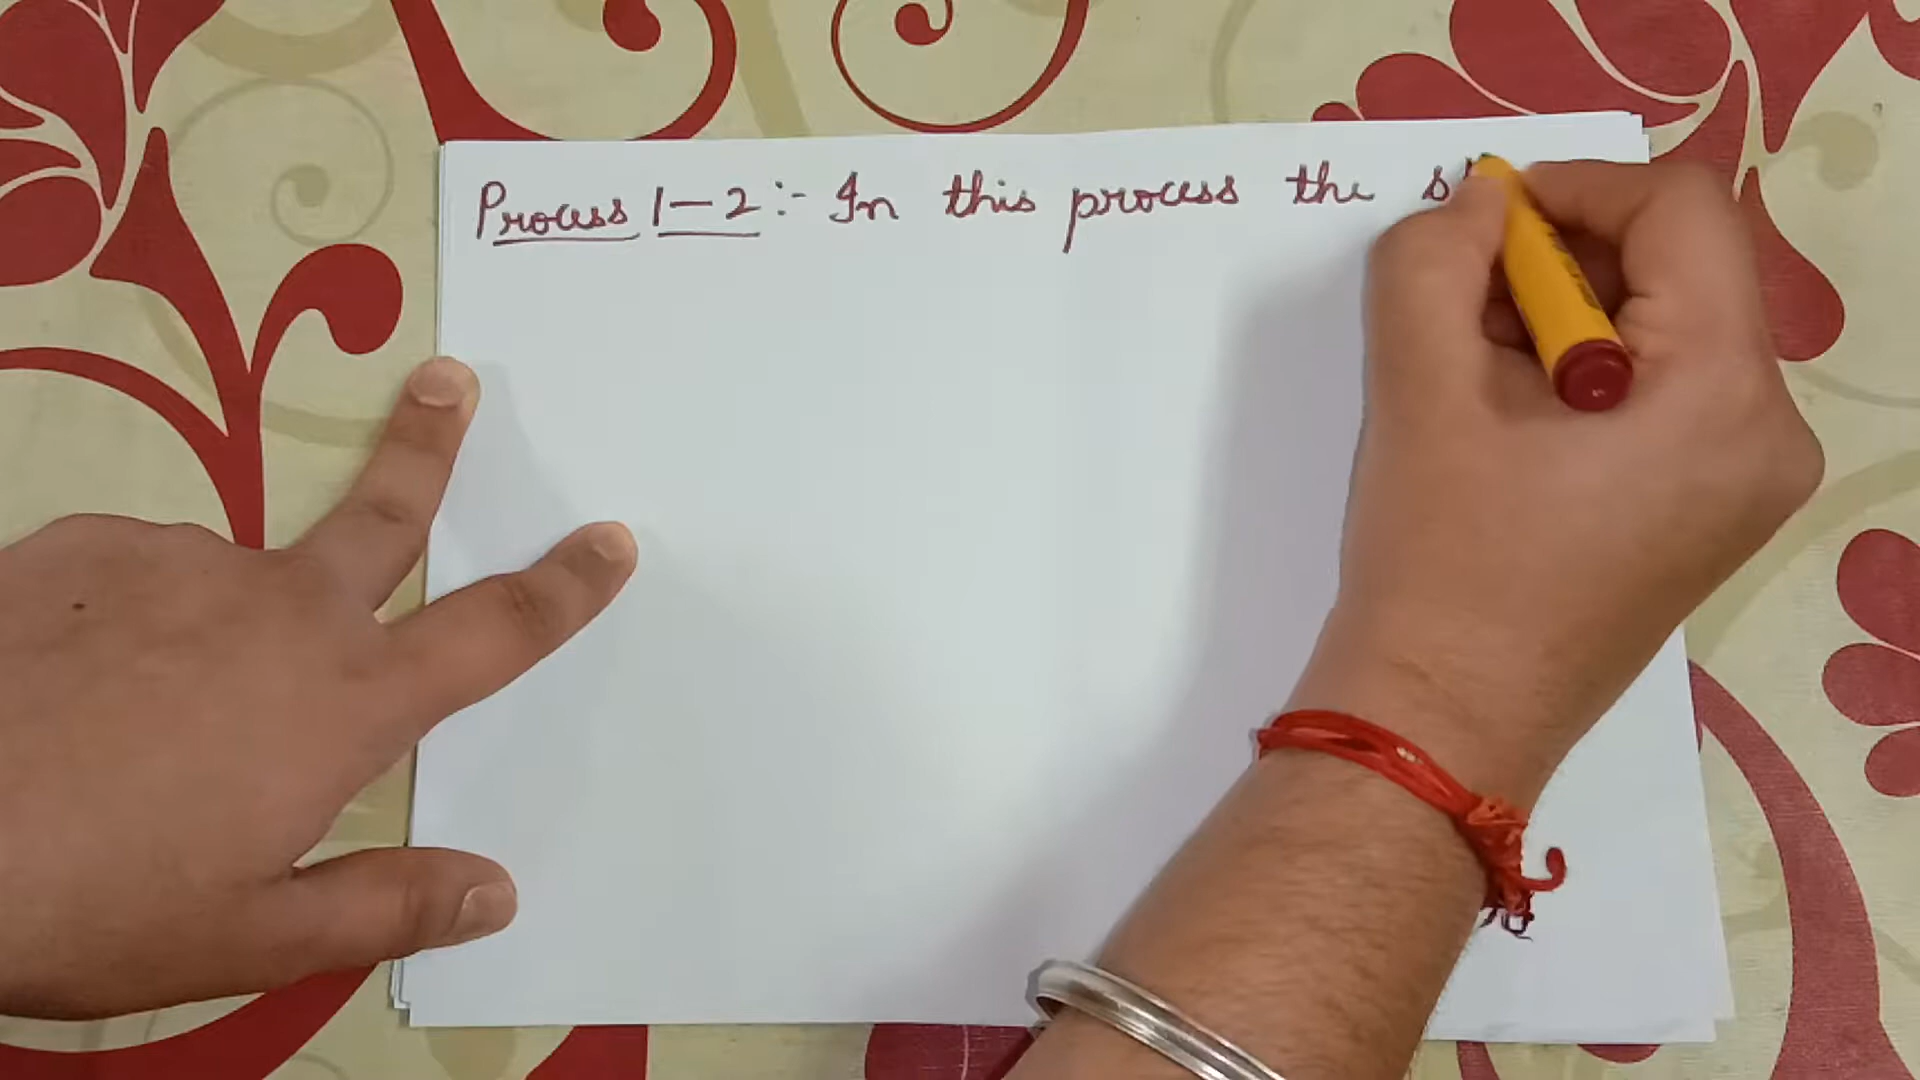 Process 1-2 :- In this process the